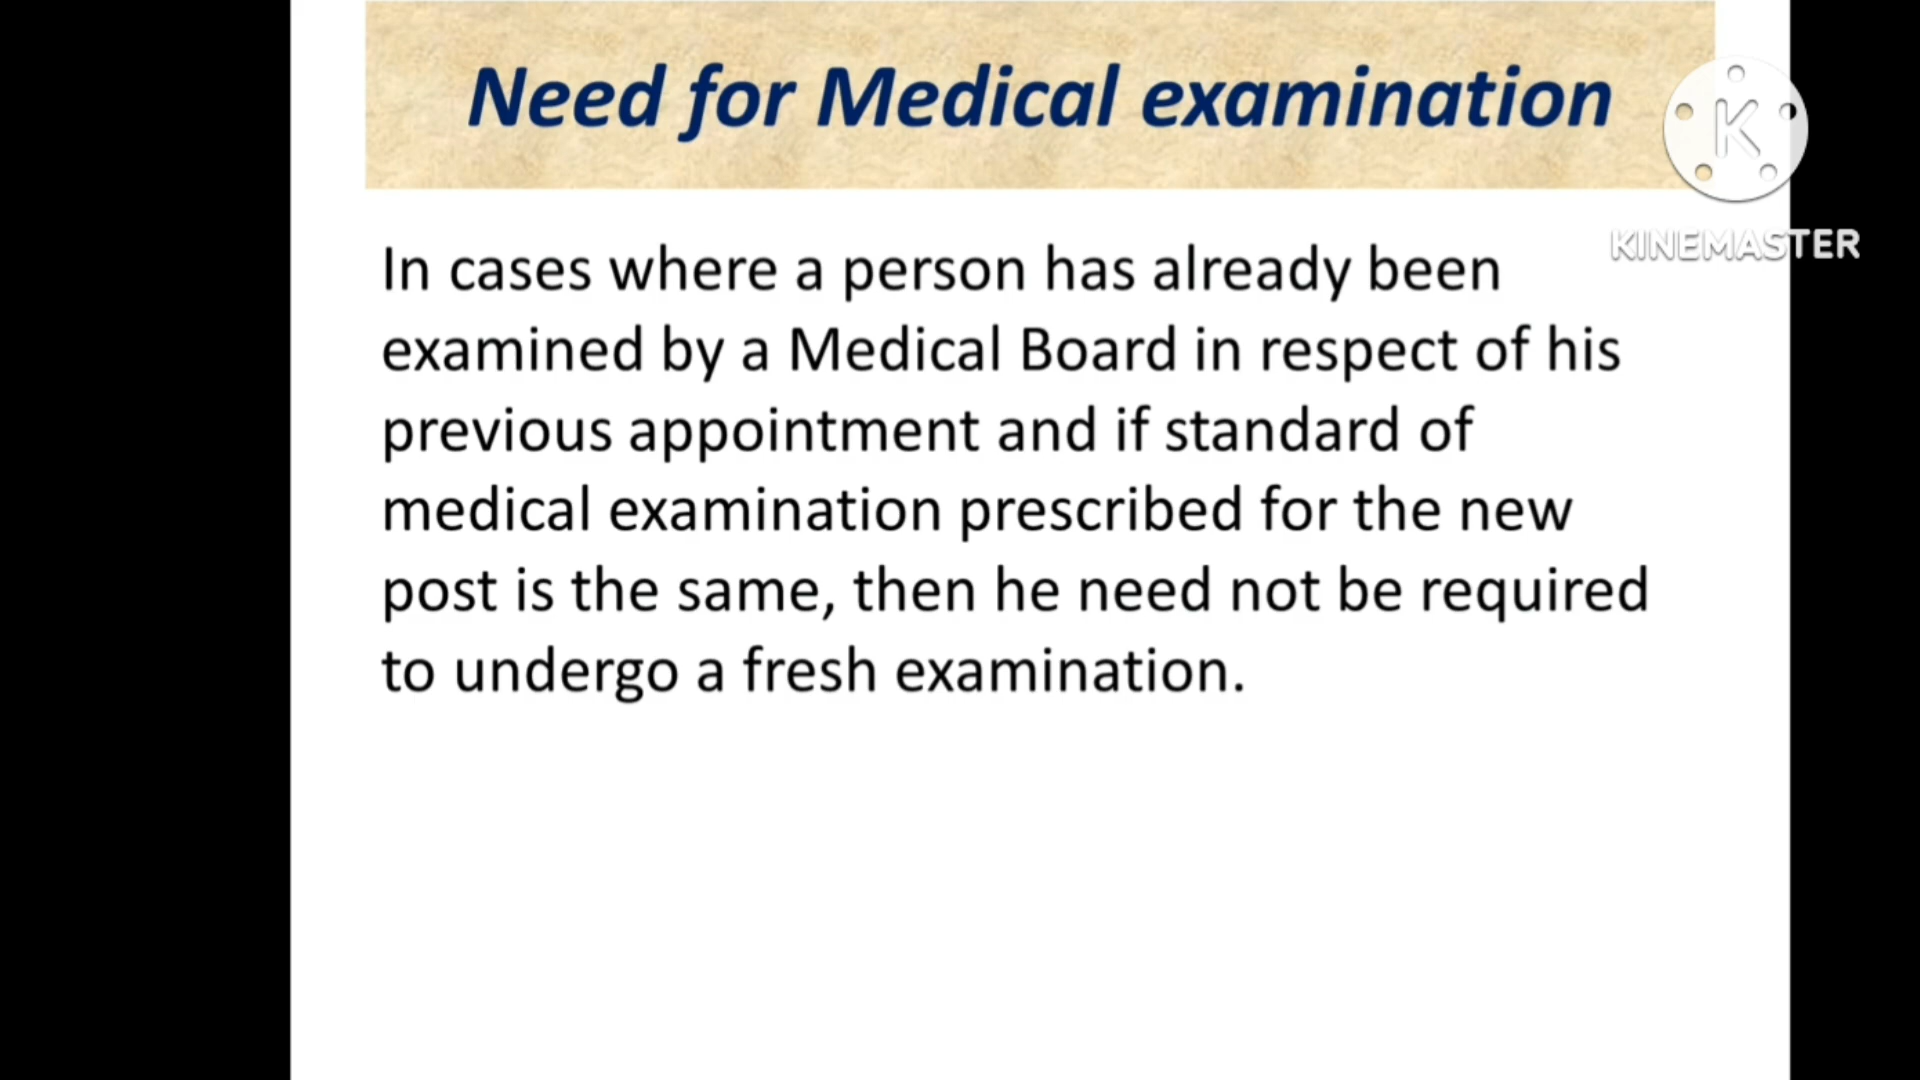 Need for Medical examination
K
KINEMASTER
In cases where a person has already been
examined by a Medical Board in respect of his
previous appointment and if standard of
medical examination prescribed for the new
post is the same, then he need not be required
to undergo a fresh examination.